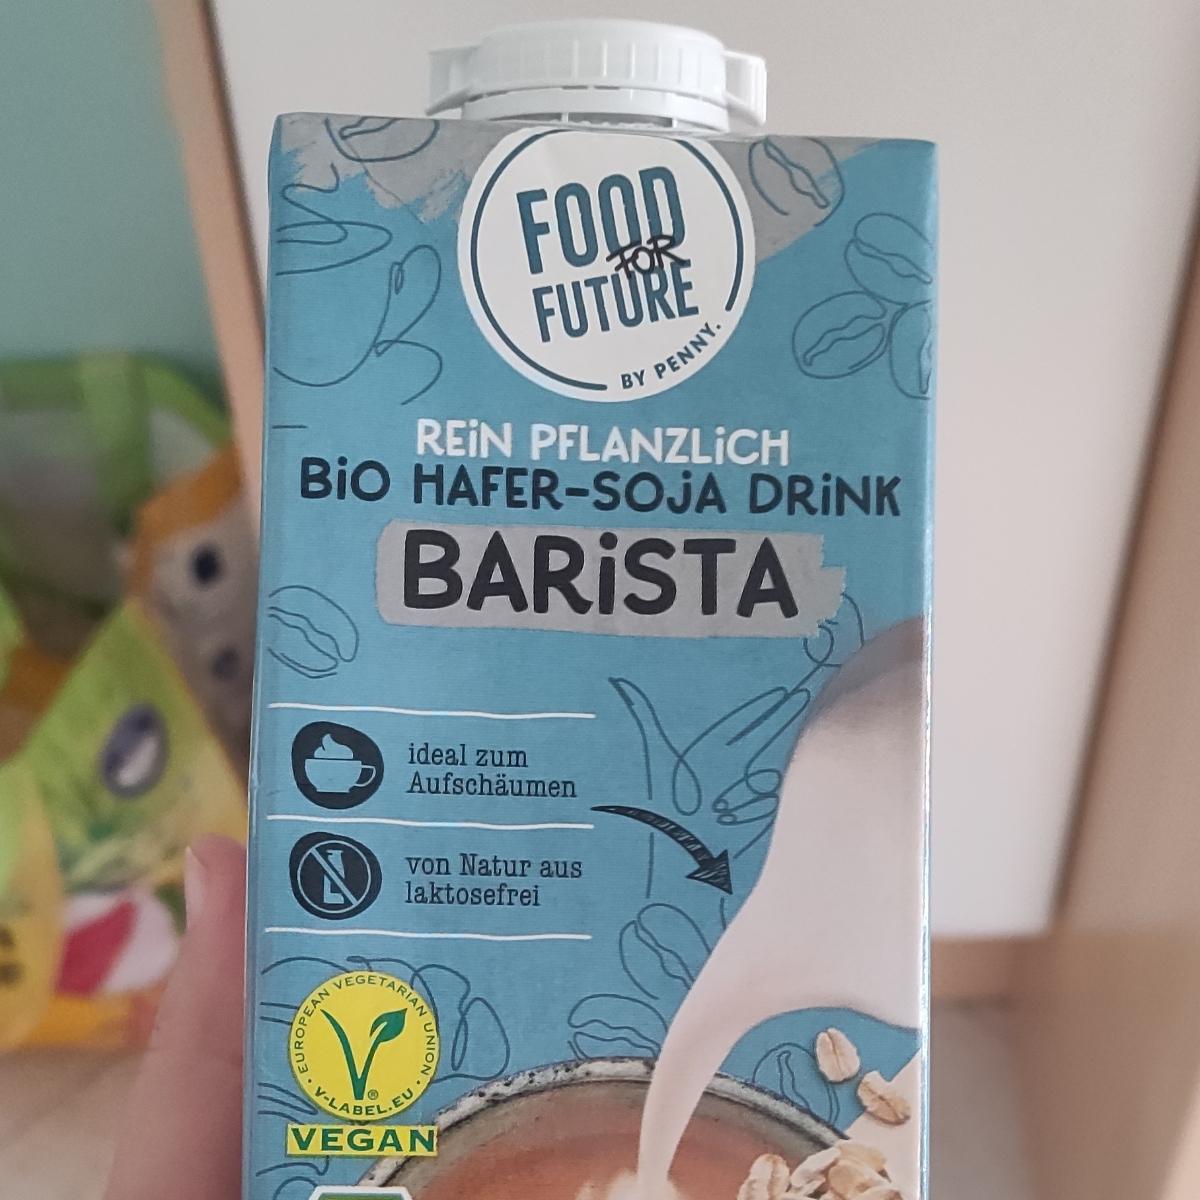 FOOD
FOR
FUTURE
BY PENNY.
REiN PFLANZLiCH
BiO HAFER-SOJA DRiNK
BARiSTA
ideal zum
Aufschäumen
von Natur aus
laktosefrei
EUROPEAN VEGETARIAN UNION
V-LABEL.EU
®
VEGAN